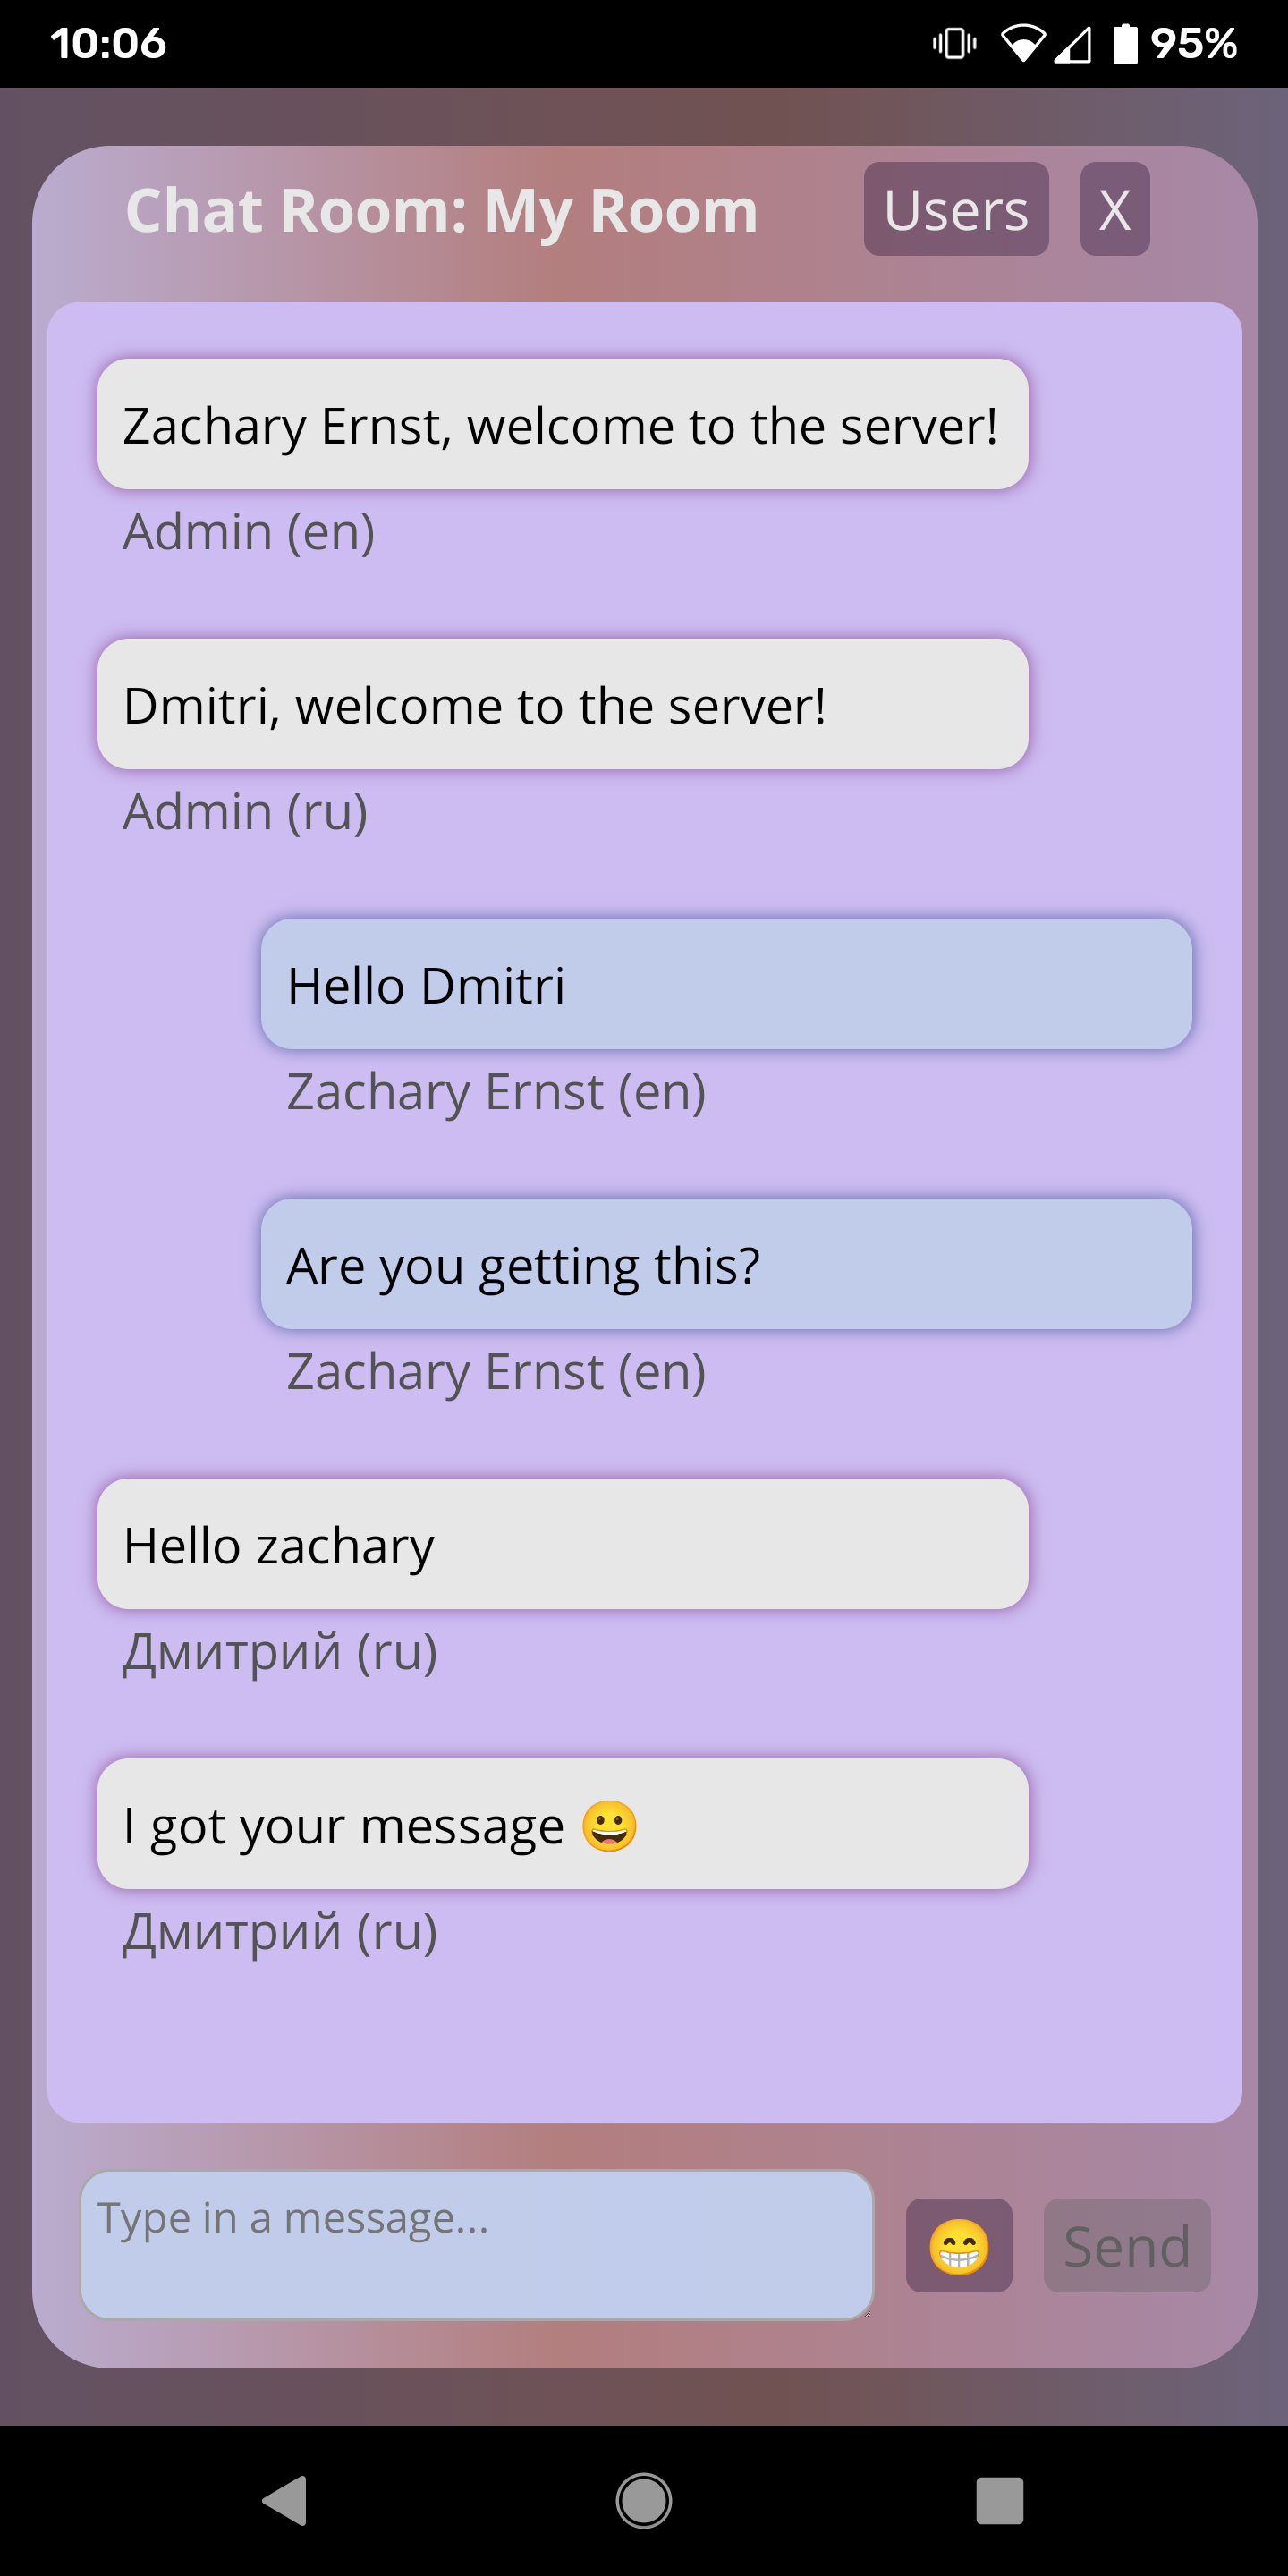 10:06 95%
Chat Room: My Room Users X
Zachary Ernst, welcome to the server!
Admin (en)
Dmitri, welcome to the server!
Admin (ru)
Hello Dmitri
Zachary Ernst (en)
Are you getting this?
Zachary Ernst (en)
Hello zachary
Дмитрий (ru)
I got your message 😀
Дмитрий (ru)
Type in a message... 😁 Send